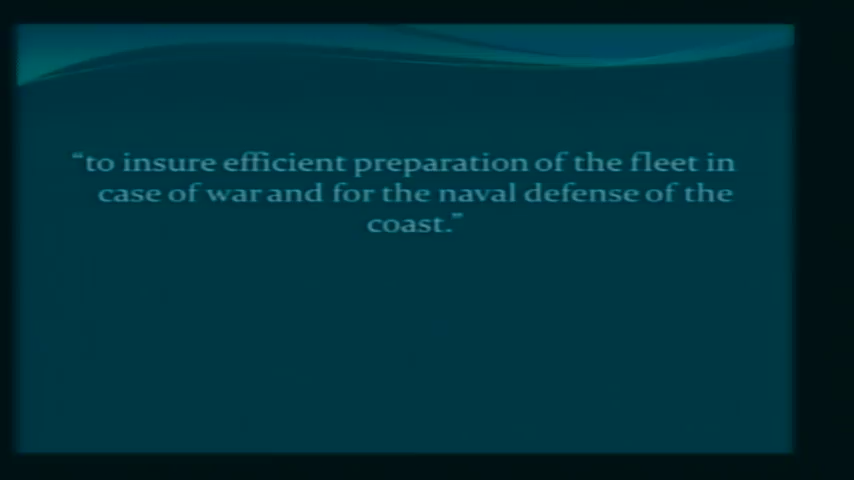 “to insure efficient preparation of the fleet in
case of war and for the naval defense of the
coast.”